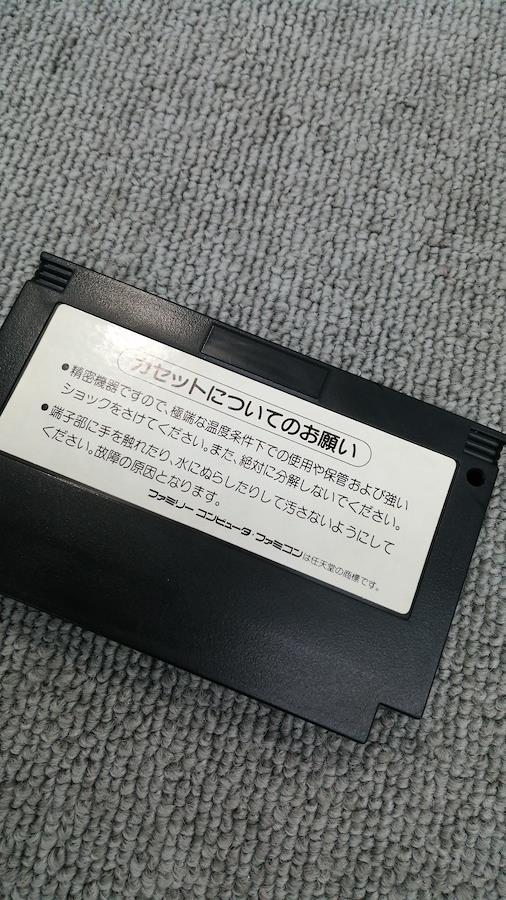 カセットについてのお願い
●精密機器ですので、極端な温度条件下での使用や保管および強い
ショックをさけてください。また、絶対に分解しないでください。
●端子部に手を触れたり、水にぬらしたりして汚さないようにして
ください。故障の原因となります。
ファミリーコンピュータ・ファミコンは任天堂の商標です。